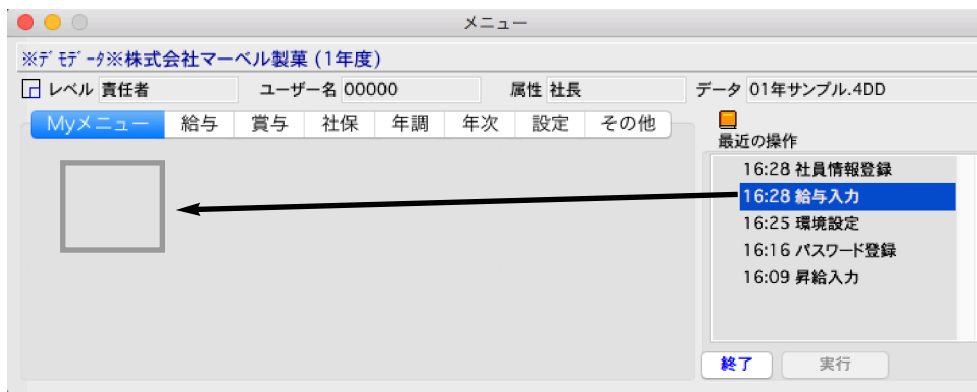 メニュー
※ﾃﾞﾓﾃﾞｰﾀ※株式会社マーベル製菓 (1年度)
レベル 責任者 ユーザー名 00000 属性 社長 データ 01年サンプル.4DD
Myメニュー 給与 賞与 社保 年調 年次 設定 その他
最近の操作
16:28 社員情報登録
16:28 給与入力
16:25 環境設定
16:16 パスワード登録
16:09 昇給入力
終了 実行